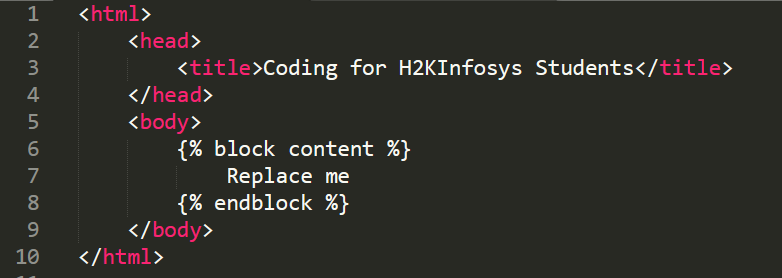 1 <html>
2 <head>
3 <title>Coding for H2KInfosys Students</title>
4 </head>
5 <body>
6 {% block content %}
7 Replace me
8 {% endblock %}
9 </body>
10 </html>